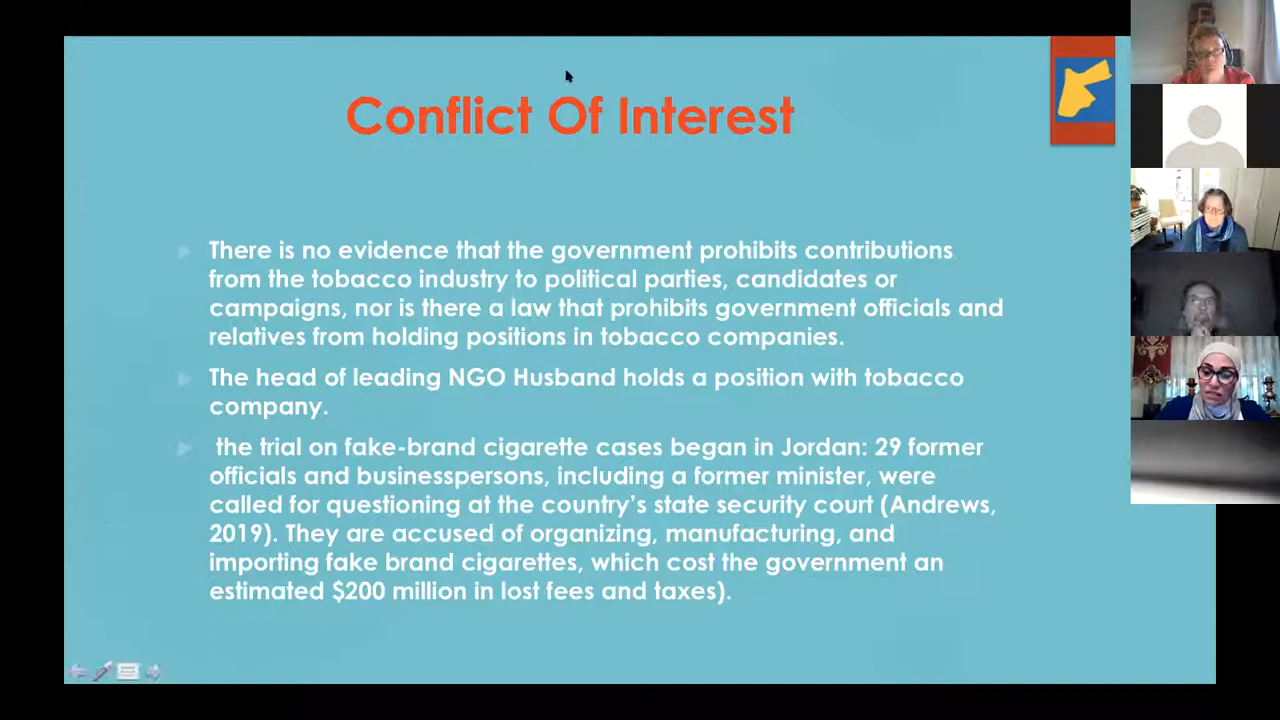 Conflict Of Interest
There is no evidence that the government prohibits contributions
from the tobacco industry to political parties, candidates or
campaigns, nor is there a law that prohibits government officials and
relatives from holding positions in tobacco companies.
The head of leading NGO Husband holds a position with tobacco
company.
the trial on fake-brand cigarette cases began in Jordan: 29 former
officials and businesspersons, including a former minister, were
called for questioning at the country's state security court (Andrews,
2019). They are accused of organizing, manufacturing, and
importing fake brand cigarettes, which cost the government an
estimated $200 million in lost fees and taxes).